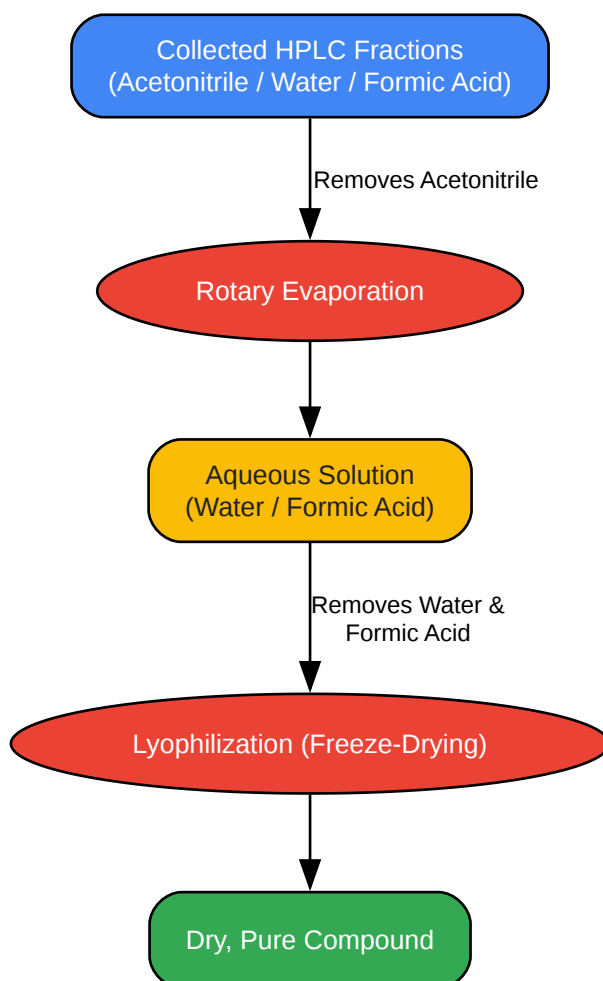 Collected HPLC Fractions
(Acetonitrile / Water / Formic Acid)
Removes Acetonitrile
Rotary Evaporation
Aqueous Solution
(Water / Formic Acid)
Removes Water &
Formic Acid
Lyophilization (Freeze-Drying)
Dry, Pure Compound